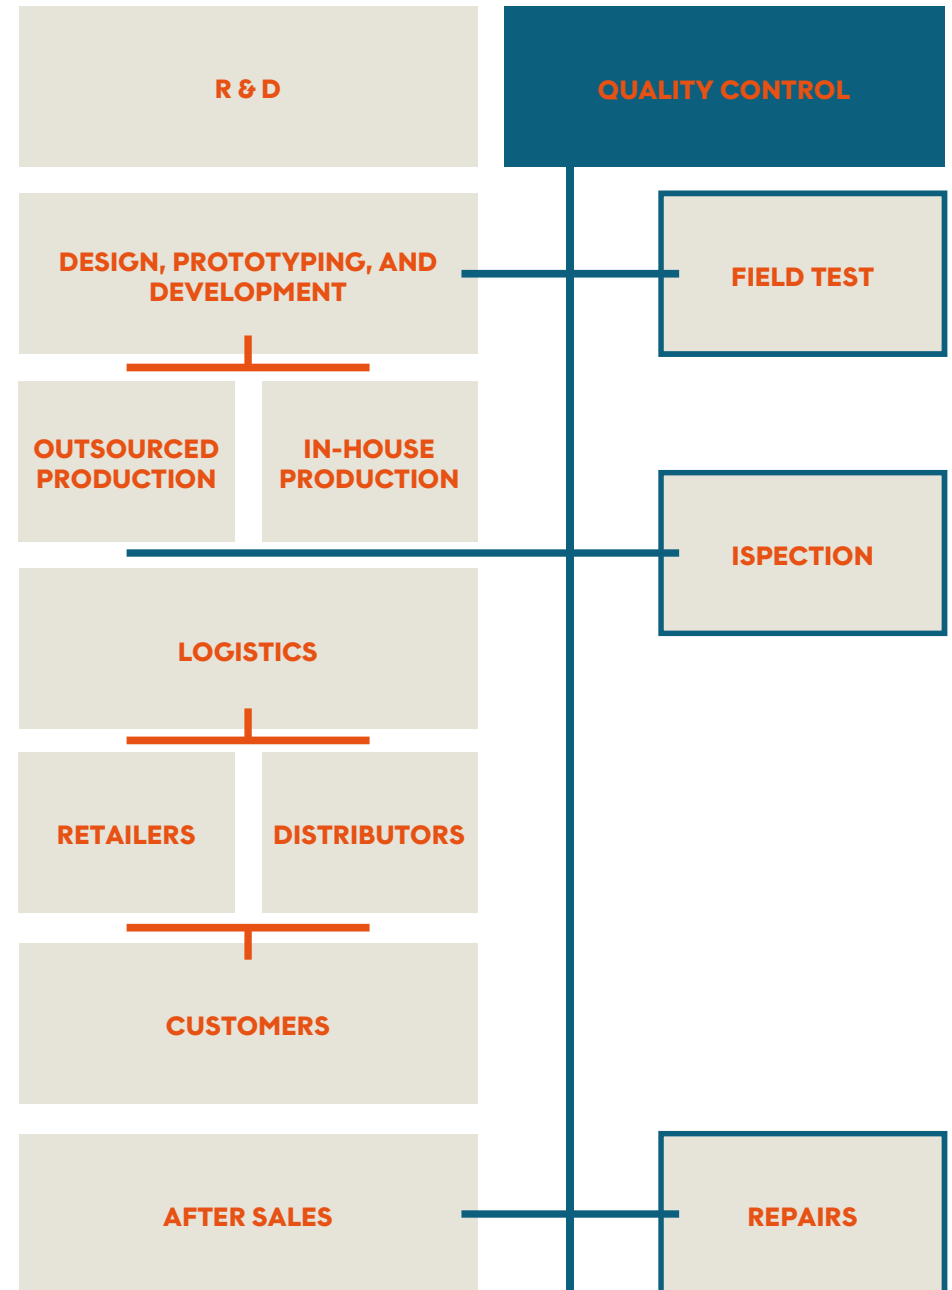 R & D
QUALITY CONTROL
DESIGN, PROTOTYPING, AND
DEVELOPMENT
FIELD TEST
OUTSOURCED
PRODUCTION
IN-HOUSE
PRODUCTION
ISPECTION
LOGISTICS
RETAILERS
DISTRIBUTORS
CUSTOMERS
AFTER SALES
REPAIRS